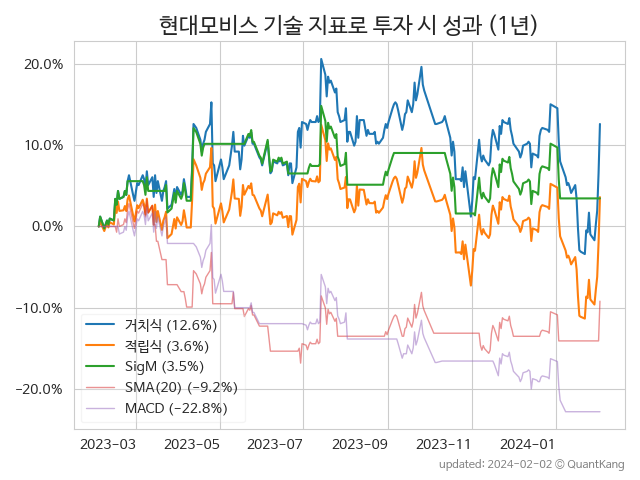 현대모비스 기술 지표로 투자 시 성과 (1년)
20.0%
10.0%
0.0%
−10.0%
−20.0%
거치식 (12.6%)
적립식 (3.6%)
SigM (3.5%)
SMA(20) (−9.2%)
MACD (−22.8%)
2023-03 2023-05 2023-07 2023-09 2023-11 2024-01
updated: 2024-02-02 © QuantKang